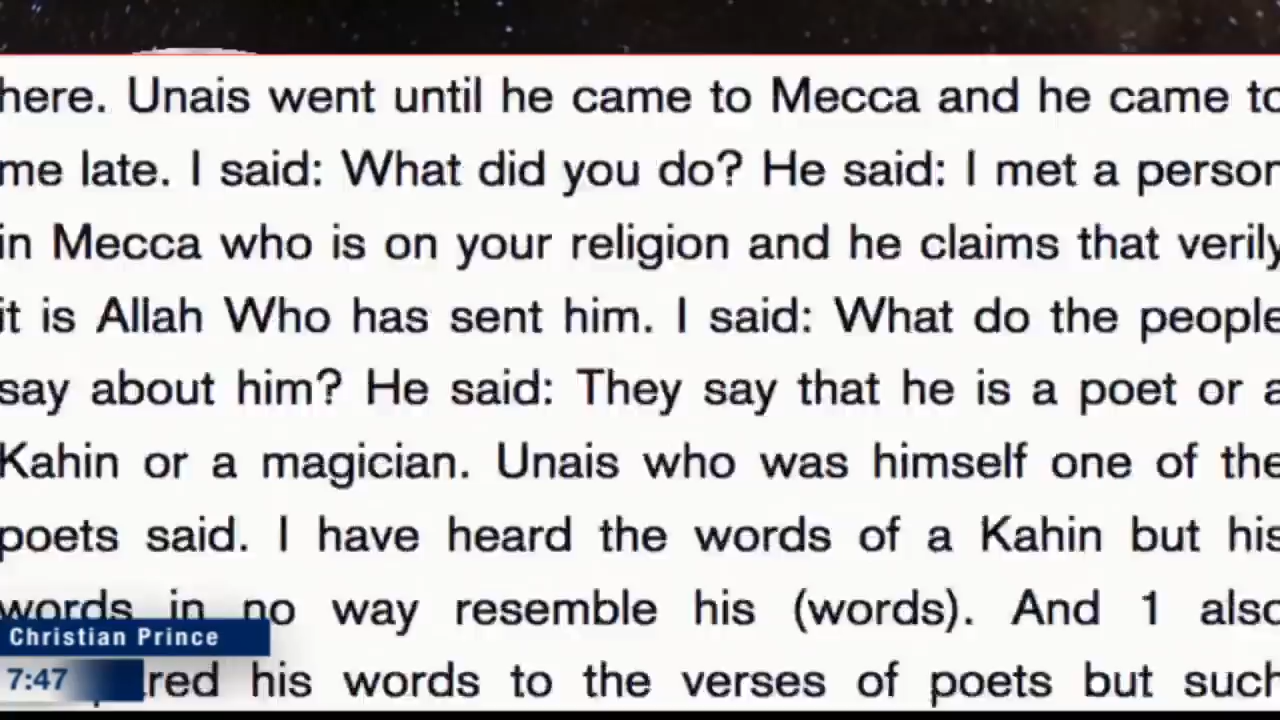 here. Unais went until he came to Mecca and he came to
me late. I said: What did you do? He said: I met a person
in Mecca who is on your religion and he claims that verily
it is Allah Who has sent him. I said: What do the people
say about him? He said: They say that he is a poet or a
Kahin or a magician. Unais who was himself one of the
poets said. I have heard the words of a Kahin but his
words in no way resemble his (words). And 1 also
his words to the verses of poets but such
Christian Prince
7:47